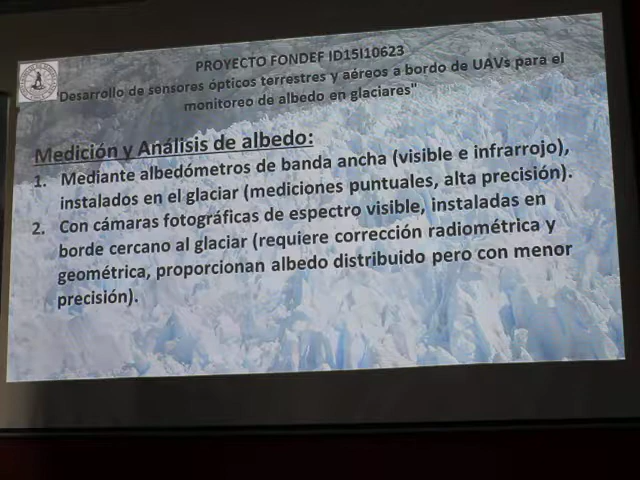 PROYECTO FONDEF ID15I10623
"Desarrollo de sensores ópticos terrestres y aéreos a bordo de UAVs para el
monitoreo de albedo en glaciares"
Medición y Análisis de albedo:
1. Mediante albedómetros de banda ancha (visible e infrarrojo),
instalados en el glaciar (mediciones puntuales, alta precisión).
2. Con cámaras fotográficas de espectro visible, instaladas en
borde cercano al glaciar (requiere corrección radiométrica y
geométrica, proporcionan albedo distribuido pero con menor
precisión).